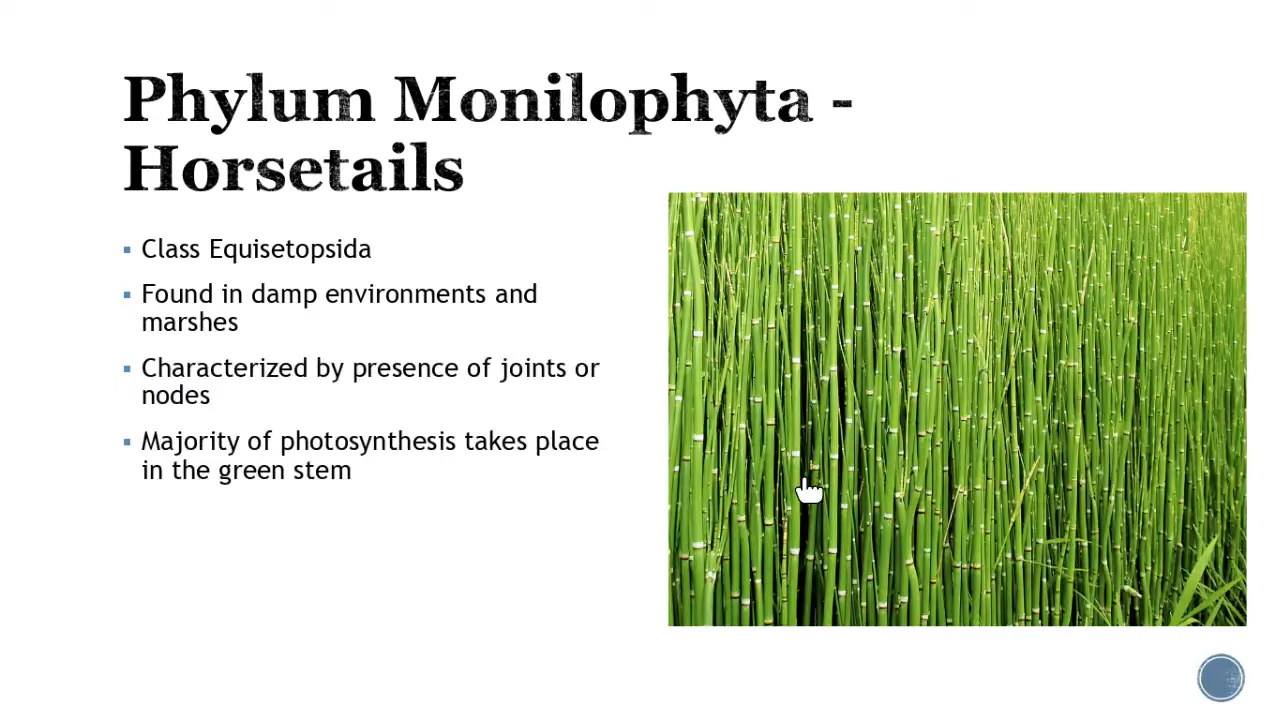 Phylum Monilophyta -
Horsetails
Class Equisetopsida
Found in damp environments and
marshes
Characterized by presence of joints or
nodes
Majority of photosynthesis takes place
in the green stem